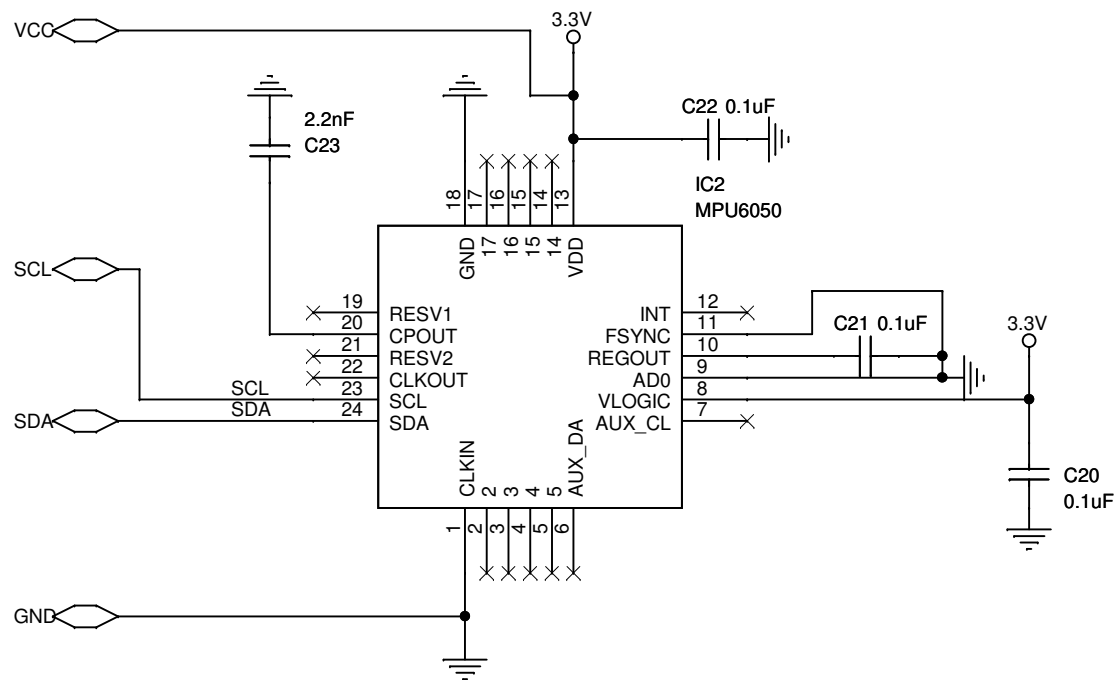 VCC
3.3V
2.2nF
C23
C22 0.1uF
IC2
MPU6050
18
17
16
15
14
13
GND
17
16
15
14
VDD
SCL
19
RESV1
20
CPOUT
21
RESV2
22
CLKOUT
SCL
23
SCL
SDA
SDA
24
SDA
INT
12
FSYNC
11
REGOUT
10
AD0
9
VLOGIC
8
AUX_CL
7
C21 0.1uF
3.3V
C20
0.1uF
CLKIN
2
3
4
5
AUX_DA
1
2
3
4
5
6
GND